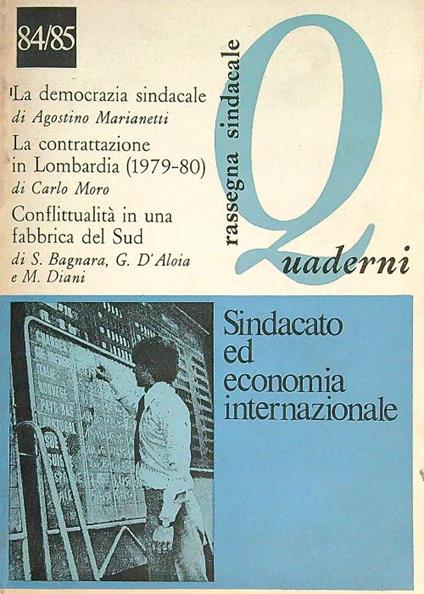 84/85
La democrazia sindacale
di Agostino Marianetti
La contrattazione
in Lombardia (1979-80)
di Carlo Moro
Conflittualità in una
fabbrica del Sud
di S. Bagnara, G. D'Aloia
e M. Diani
rassegna sindacale
Quaderni
Sindacato
ed
economia
internazionale